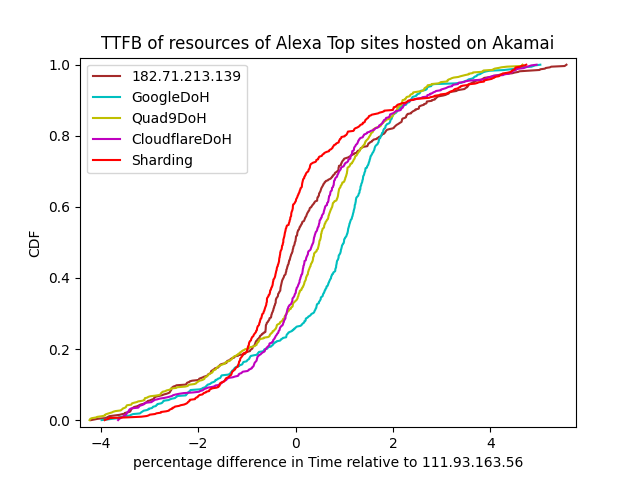 TTFB of resources of Alexa Top sites hosted on Akamai
182.71.213.139
GoogleDoH
Quad9DoH
CloudflareDoH
Sharding
CDF
1.0
0.8
0.6
0.4
0.2
0.0
−4 −2 0 2 4
percentage difference in Time relative to 111.93.163.56